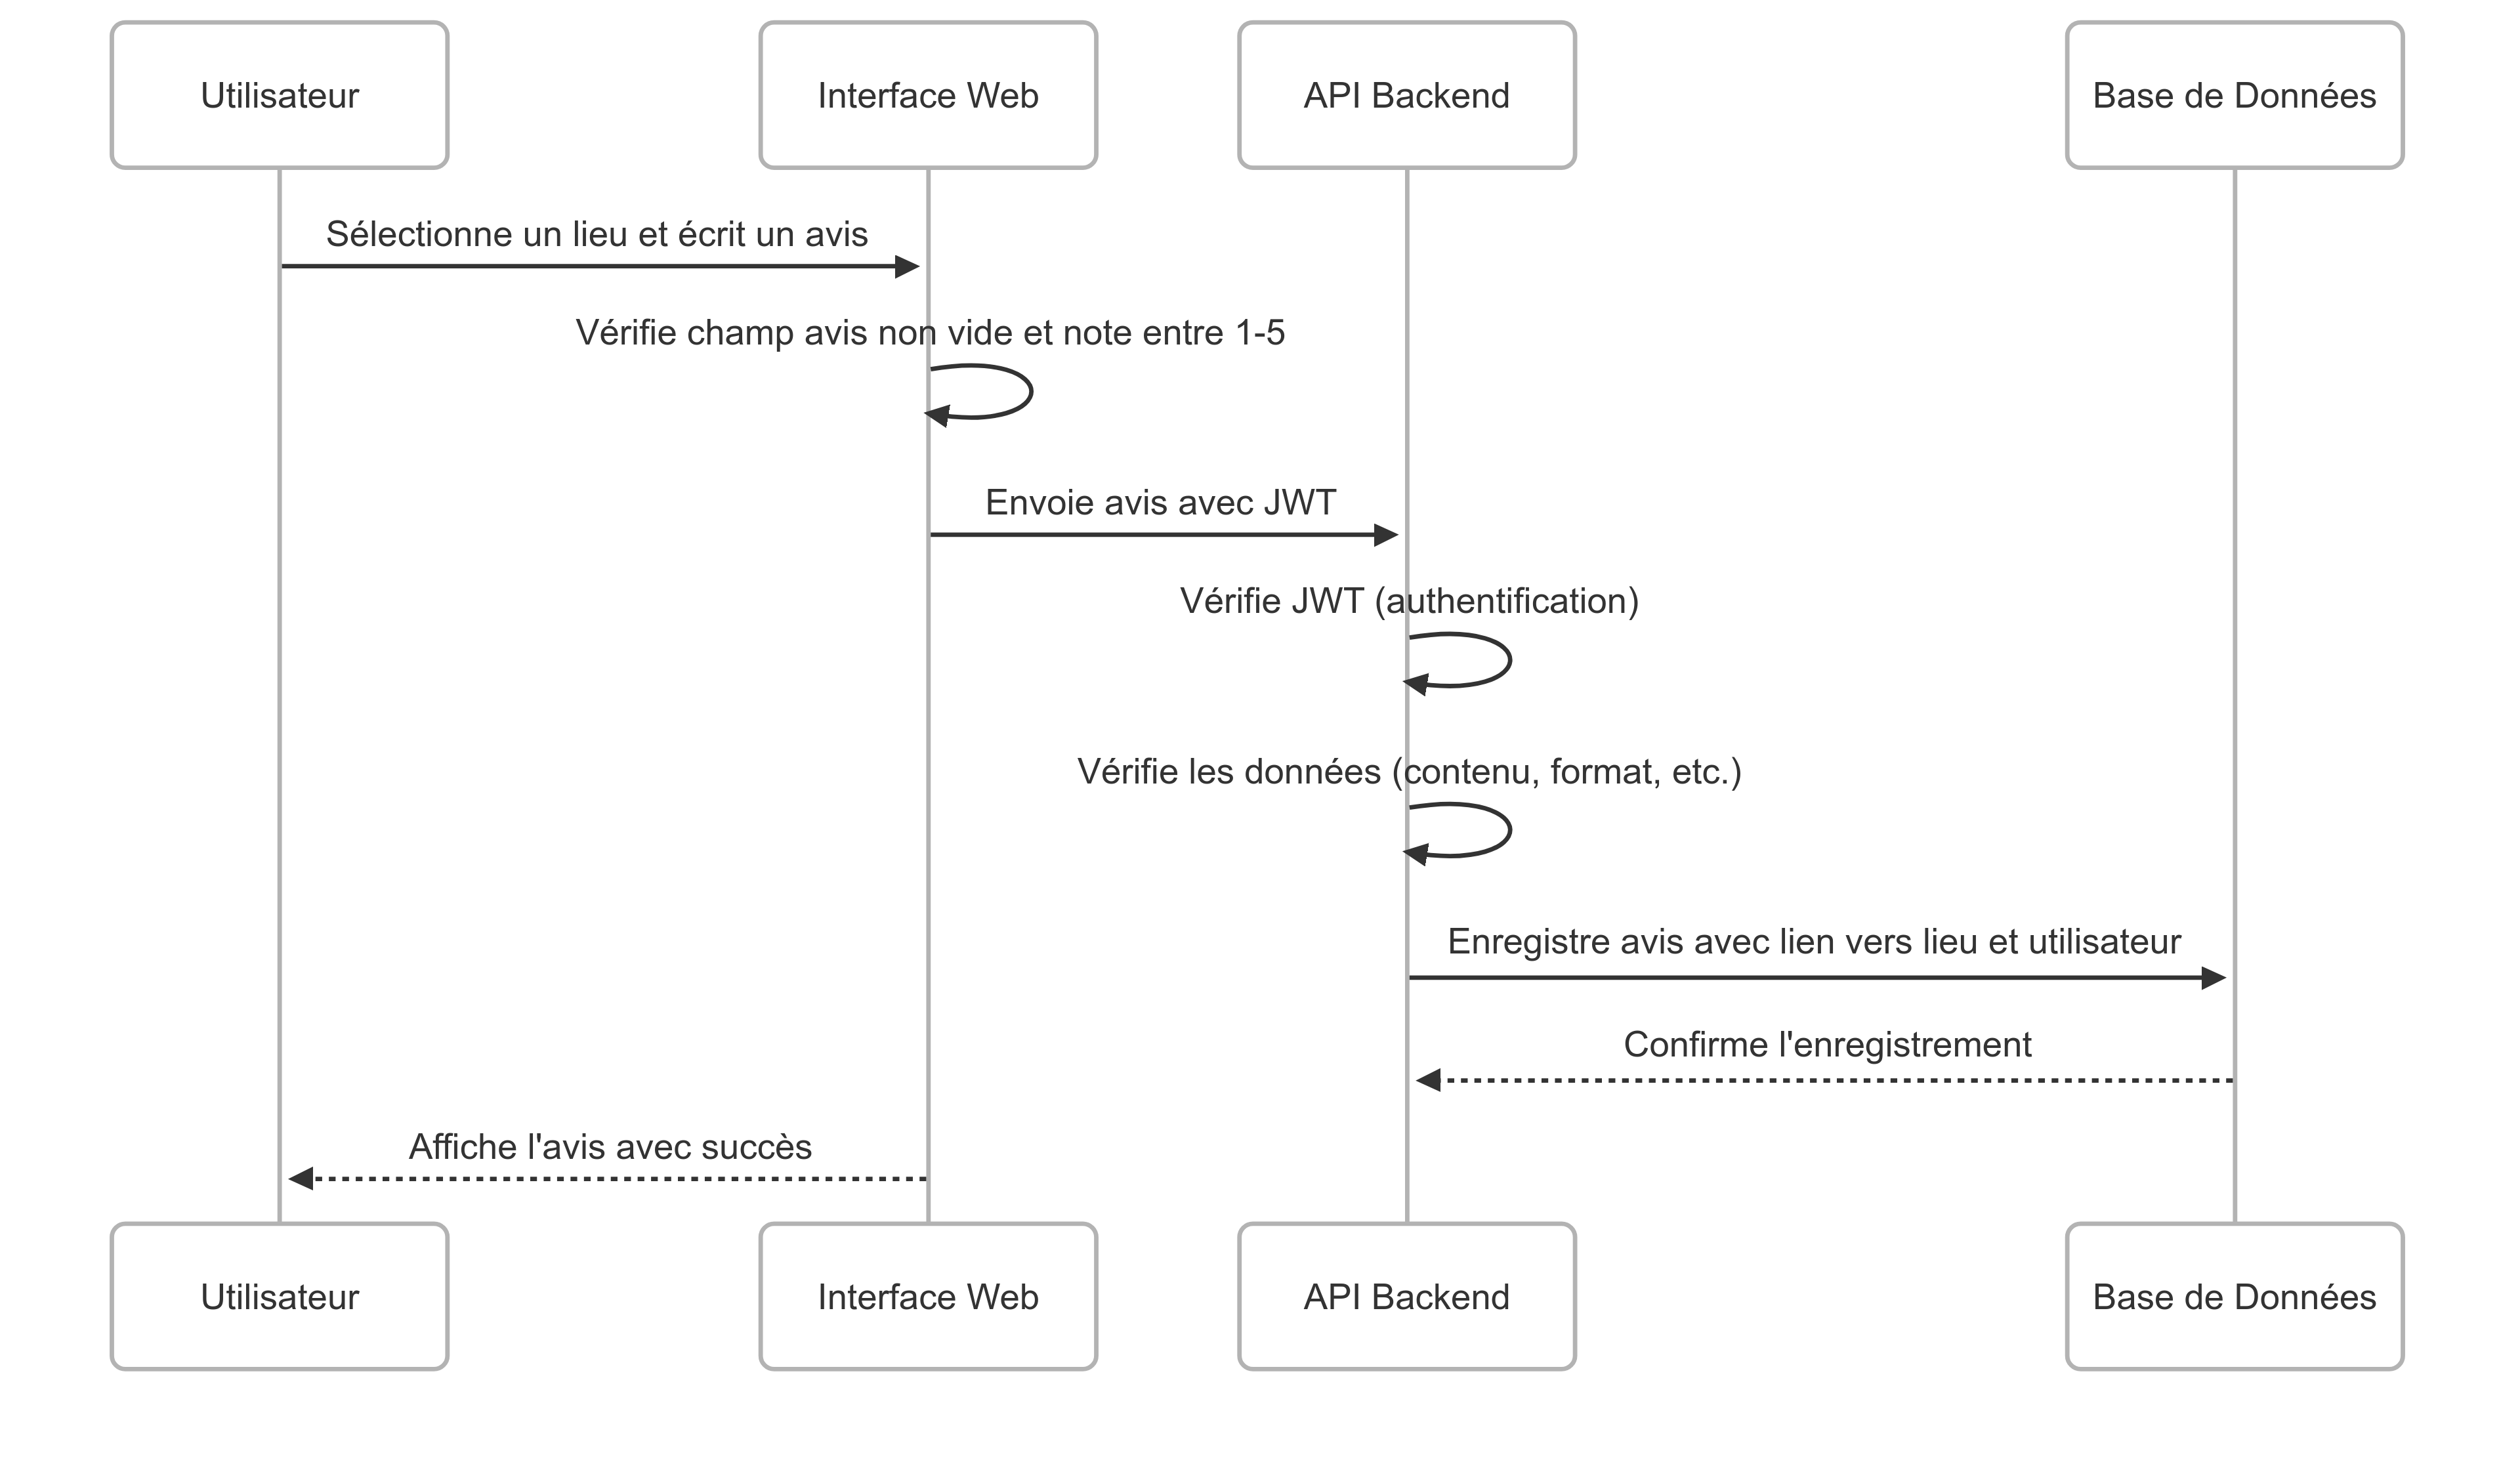 Utilisateur
Interface Web
API Backend
Base de Données
Sélectionne un lieu et écrit un avis
Vérifie champ avis non vide et note entre 1-5
Envoie avis avec JWT
Vérifie JWT (authentification)
Vérifie les données (contenu, format, etc.)
Enregistre avis avec lien vers lieu et utilisateur
Confirme l'enregistrement
Affiche l'avis avec succès
Utilisateur
Interface Web
API Backend
Base de Données